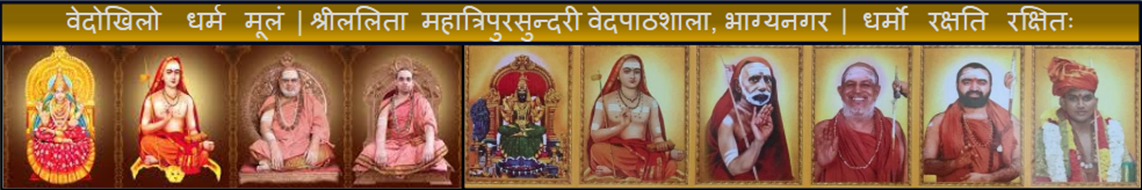 वेदोखिलो धर्म मूलं | श्रीललिता महात्रिपुरसुन्दरी वेदपाठशाला, भाग्यनगर | धर्मो रक्षति रक्षितः